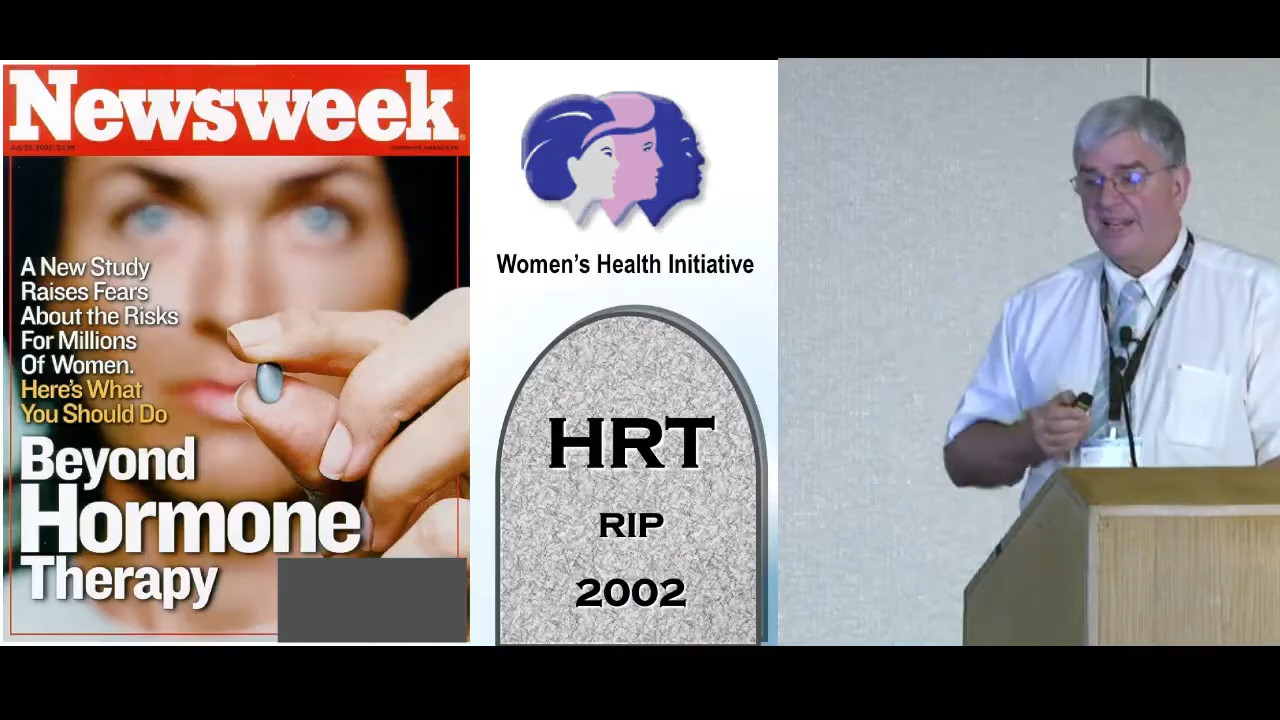 Newsweek
A New Study
Raises Fears
About the Risks
For Millions
Of Women.
Here's What
You Should Do
Beyond
Hormone
Therapy
Women's Health Initiative
HRT
RIP
2002